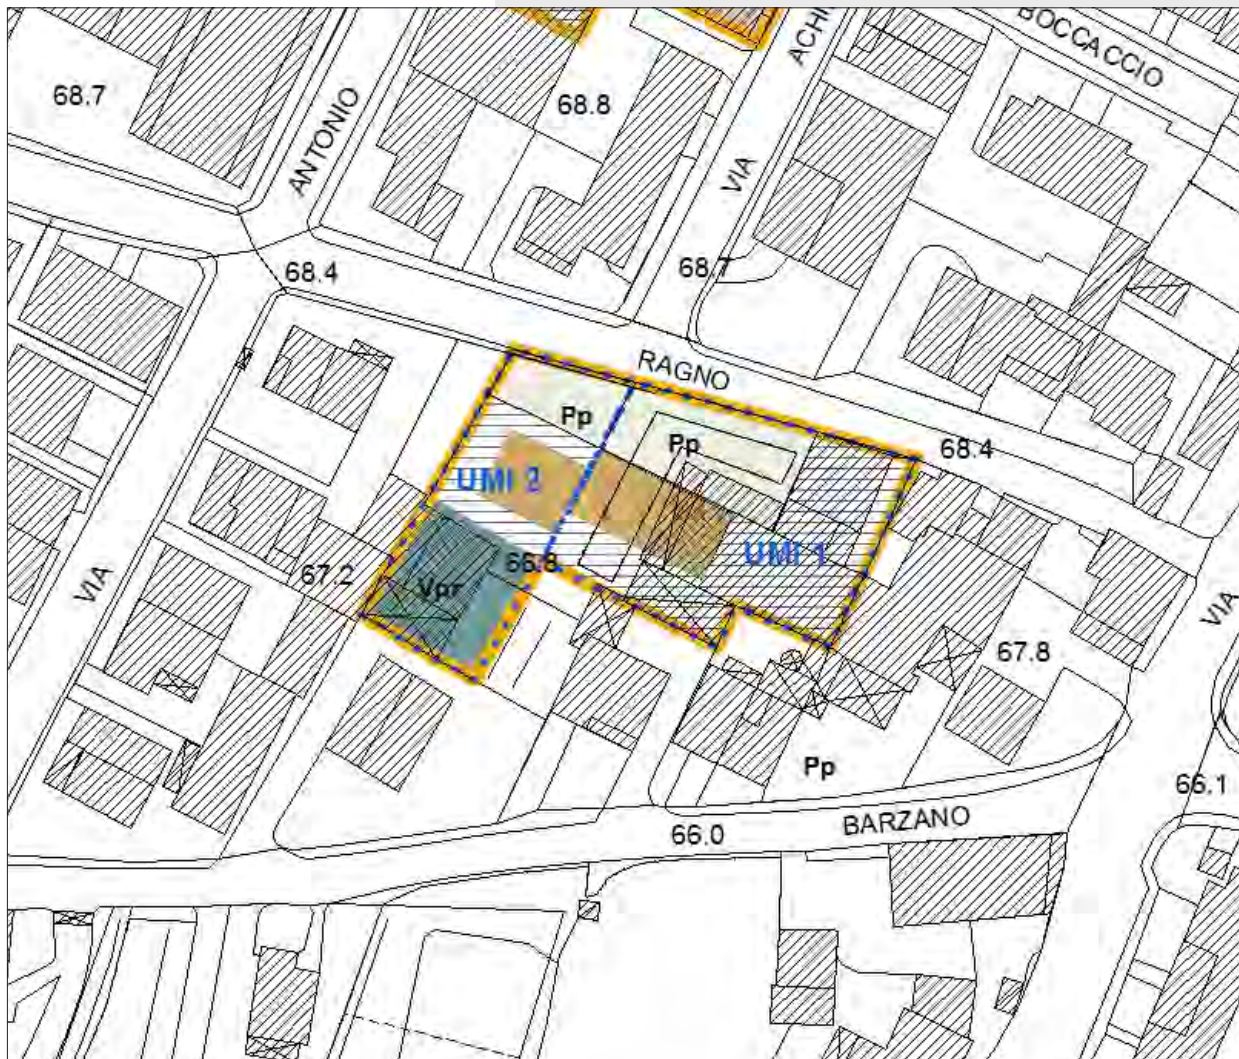 BOCCACCIO
ACHI
68.7
68.8
ANTONIO
VIA
68.4
68.7
RAGNO
Pp
Pp
68.4
UMI 2
66.8
UMI 1
67.2
Vpr
VIA
VIA
67.8
Pp
66.1
66.0
BARZANO